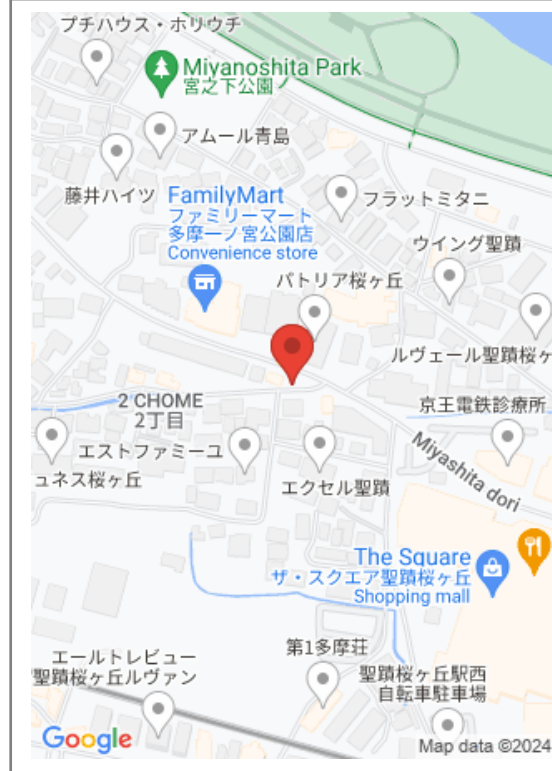 プチハウス・ホリウチ
Miyanoshita Park
宮之下公園
アムール青島
藤井ハイツ
FamilyMart
ファミリーマート
多摩一ノ宮公園店
Convenience store
フラットミタニ
ウイング聖蹟
パトリア桜ヶ丘
ルヴェール聖蹟桜ヶ
2 CHOME
2丁目
京王電鉄診療所
ュネス桜ヶ丘
エストファミーユ
エクセル聖蹟
Miyashita dori
The Square
ザ・スクエア聖蹟桜ヶ丘
Shopping mall
第1多摩荘
エールトレビュー
聖蹟桜ヶ丘ルヴァン
聖蹟桜ヶ丘駅西
自転車駐車場
Google
Map data ©2024